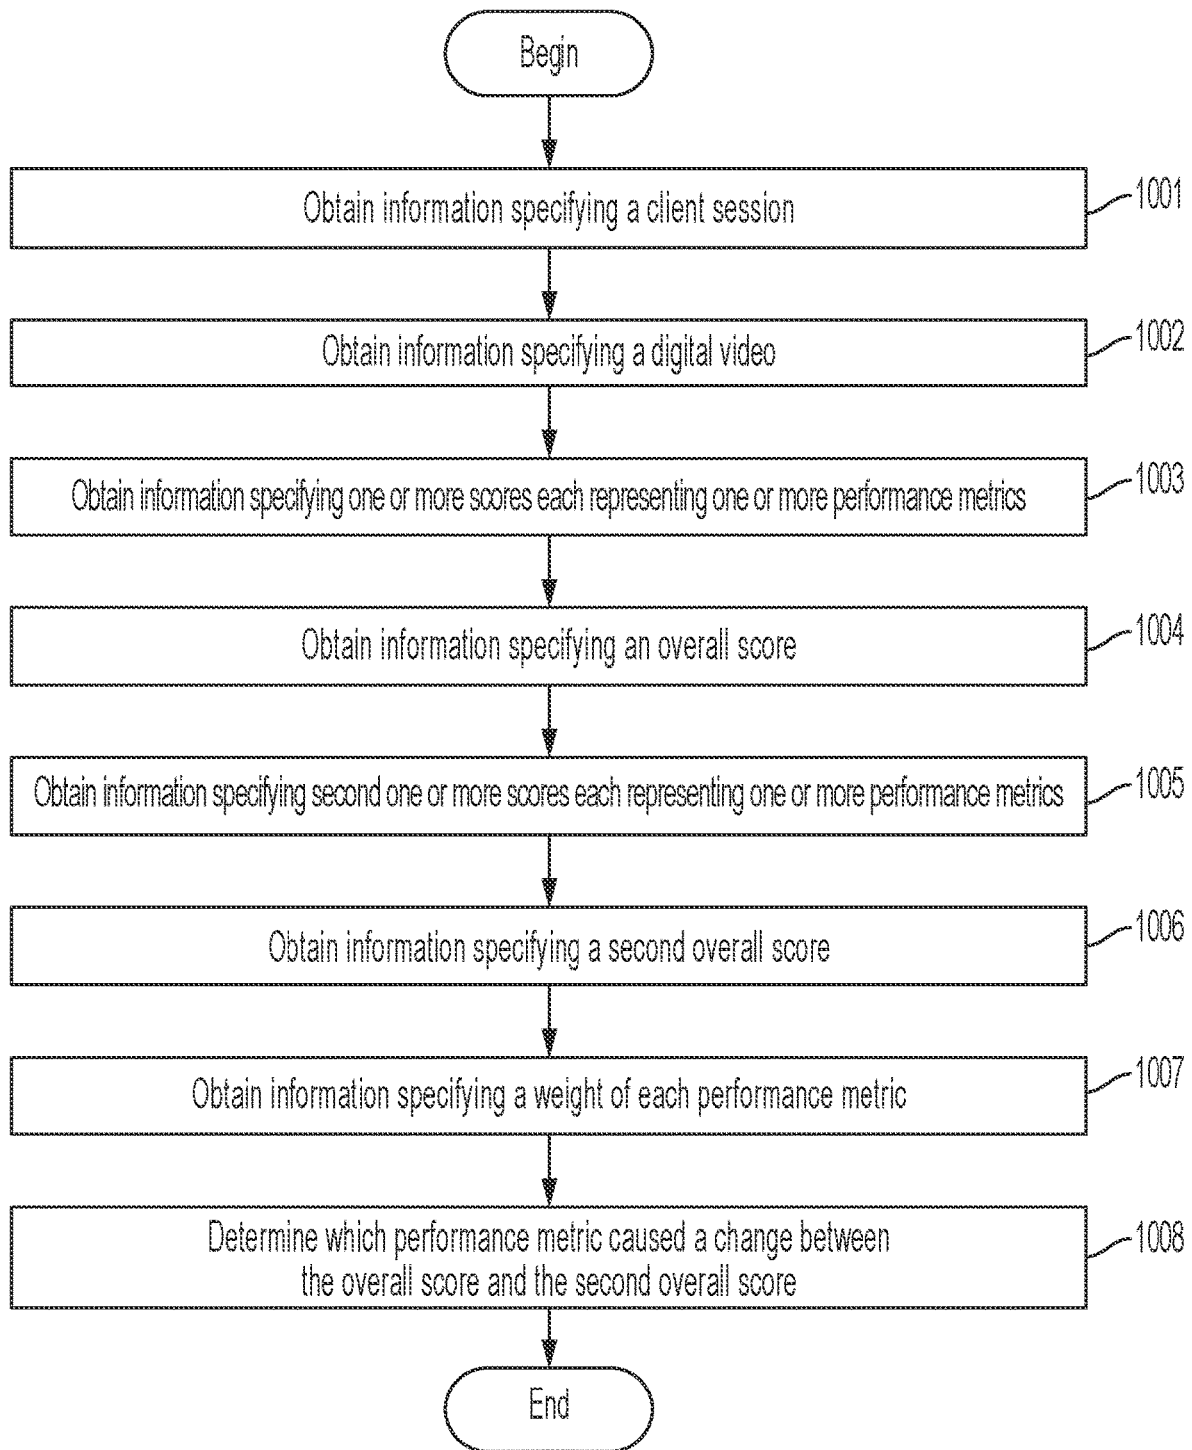 Begin
Obtain information specifying a client session
1001
Obtain information specifying a digital video
1002
Obtain information specifying one or more scores each representing one or more performance metrics
1003
Obtain information specifying an overall score
1004
Obtain information specifying second one or more scores each representing one or more performance metrics
1005
Obtain information specifying a second overall score
1006
Obtain information specifying a weight of each performance metric
1007
Determine which performance metric caused a change between
the overall score and the second overall score
1008
End